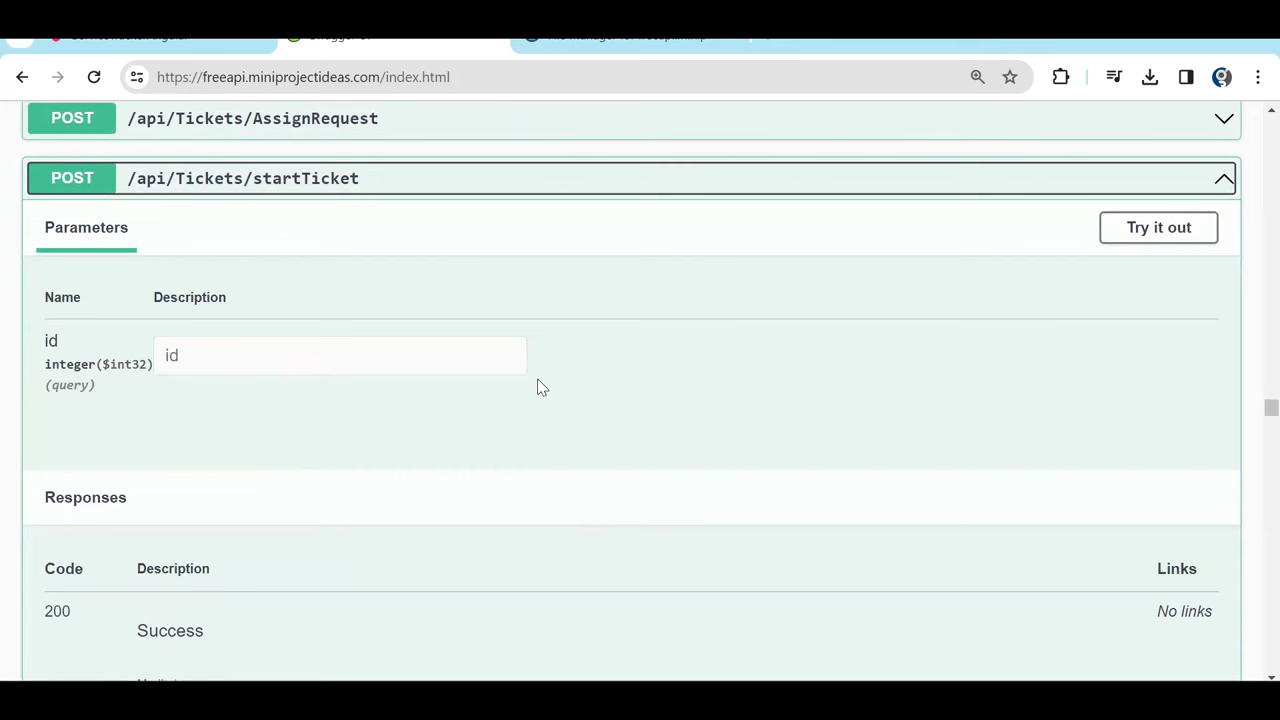 https://freeapi.miniprojectideas.com/index.html
POST /api/Tickets/AssignRequest
POST /api/Tickets/startTicket
Parameters
Try it out
Name Description
id
integer($int32)
(query)
id
Responses
Code Description Links
200
Success
No links